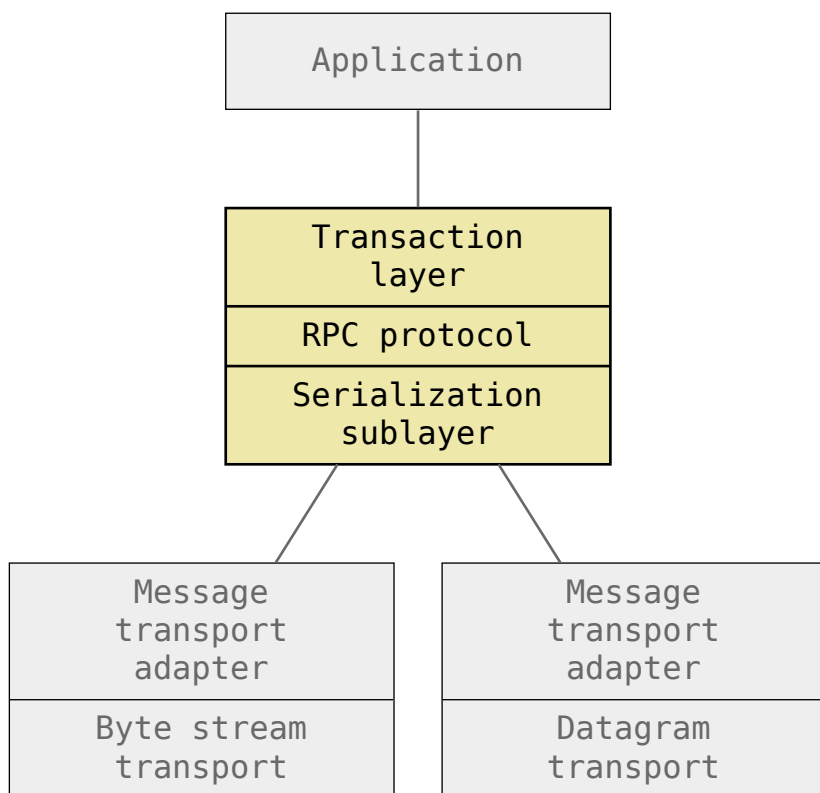 Application
Transaction
layer
RPC protocol
Serialization
sublayer
Message
transport
adapter
Byte stream
transport
Message
transport
adapter
Datagram
transport